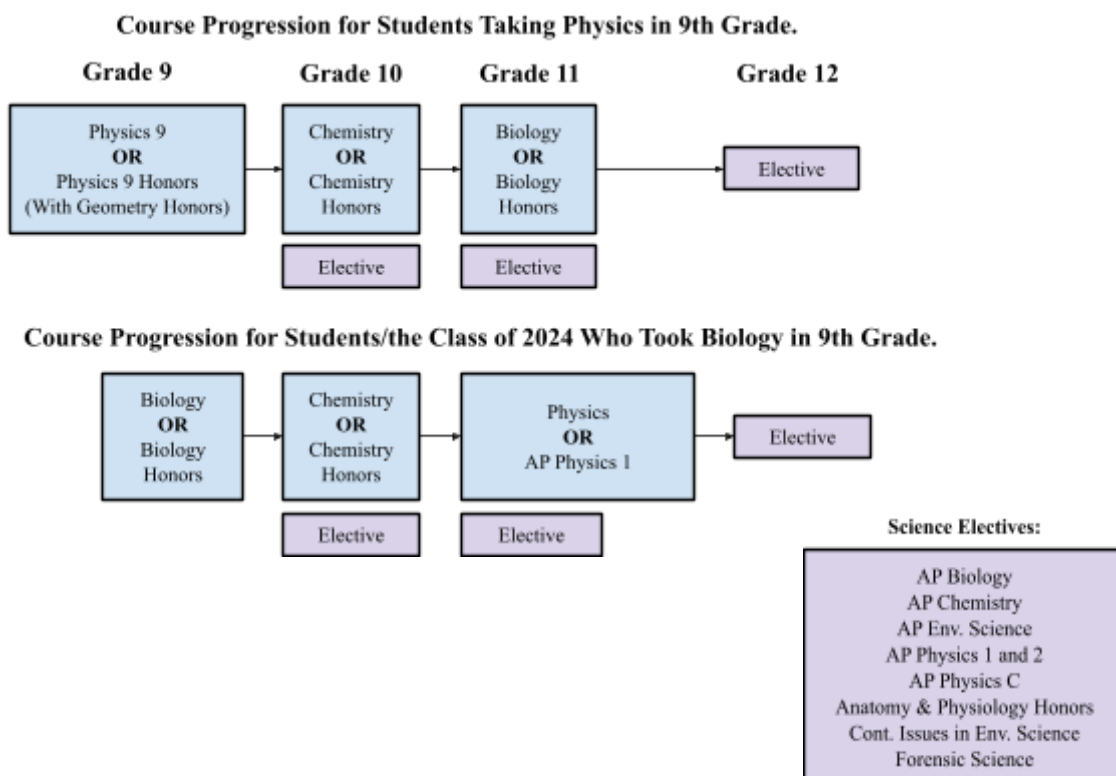 Course Progression for Students Taking Physics in 9th Grade.
Grade 9
Grade 10
Grade 11
Grade 12
Physics 9
OR
Physics 9 Honors
(With Geometry Honors)
Chemistry
OR
Chemistry
Honors
Biology
OR
Biology
Honors
Elective
Elective
Elective
Course Progression for Students/the Class of 2024 Who Took Biology in 9th Grade.
Biology
OR
Biology
Honors
Chemistry
OR
Chemistry
Honors
Physics
OR
AP Physics 1
Elective
Elective
Elective
Science Electives:
AP Biology
AP Chemistry
AP Env. Science
AP Physics 1 and 2
AP Physics C
Anatomy & Physiology Honors
Cont. Issues in Env. Science
Forensic Science